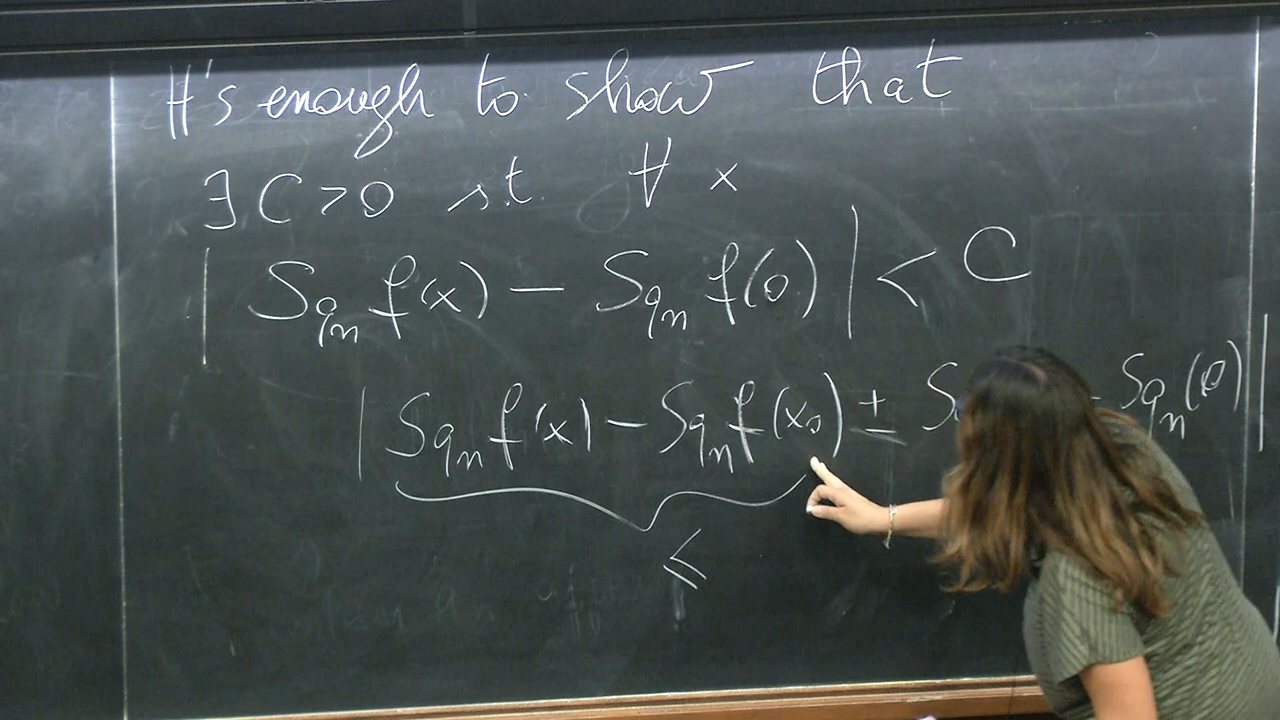 It's enough to show that
∃ C > 0 s.t. ∀ x
| S_{q_n} f(x) − S_{q_n} f(0) | < C
| S_{q_n} f(x) − S_{q_n} f(x_0) ± S − S_{q_n} (0) |
≤